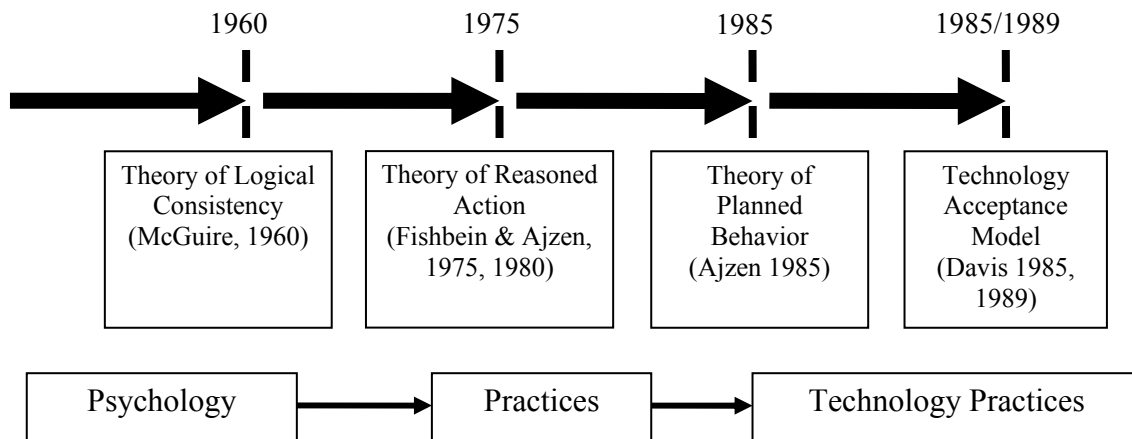 1960 1975 1985 1985/1989
Theory of Logical
Consistency
(McGuire, 1960)
Theory of Reasoned
Action
(Fishbein & Ajzen,
1975, 1980)
Theory of
Planned
Behavior
(Ajzen 1985)
Technology
Acceptance
Model
(Davis 1985,
1989)
Psychology Practices Technology Practices